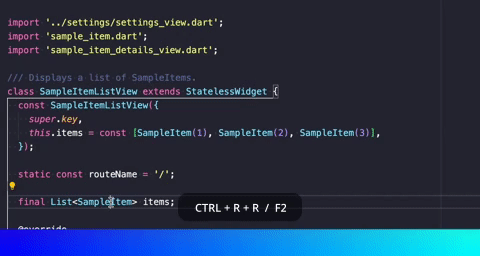 import '../settings/settings_view.dart';
import 'sample_item.dart';
import 'sample_item_details_view.dart';
/// Displays a list of SampleItems.
class SampleItemListView extends StatelessWidget {
const SampleItemListView({
super.key,
this.items = const [SampleItem(1), SampleItem(2), SampleItem(3)],
});
static const routeName = '/';
final List<SampleItem> items;
CTRL + R + R / F2
@override